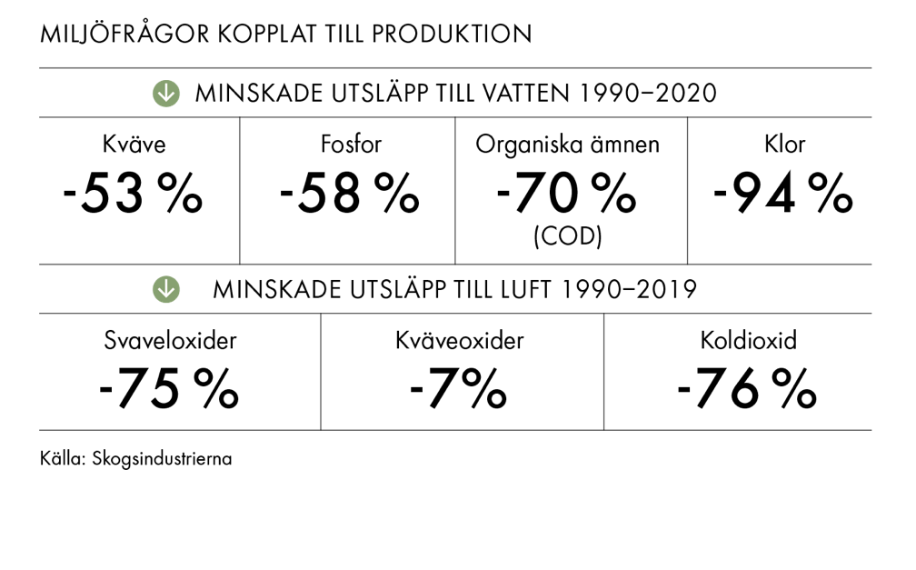 MILJÖFRÅGOR KOPPLAT TILL PRODUKTION
MINSKADE UTSLÄPP TILL VATTEN 1990–2020
Kväve Fosfor Organiska ämnen Klor
-53 % -58 % -70 % -94 %
(COD)
MINSKADE UTSLÄPP TILL LUFT 1990–2019
Svaveloxider Kväveoxider Koldioxid
-75 % -7% -76 %
Källa: Skogsindustrierna